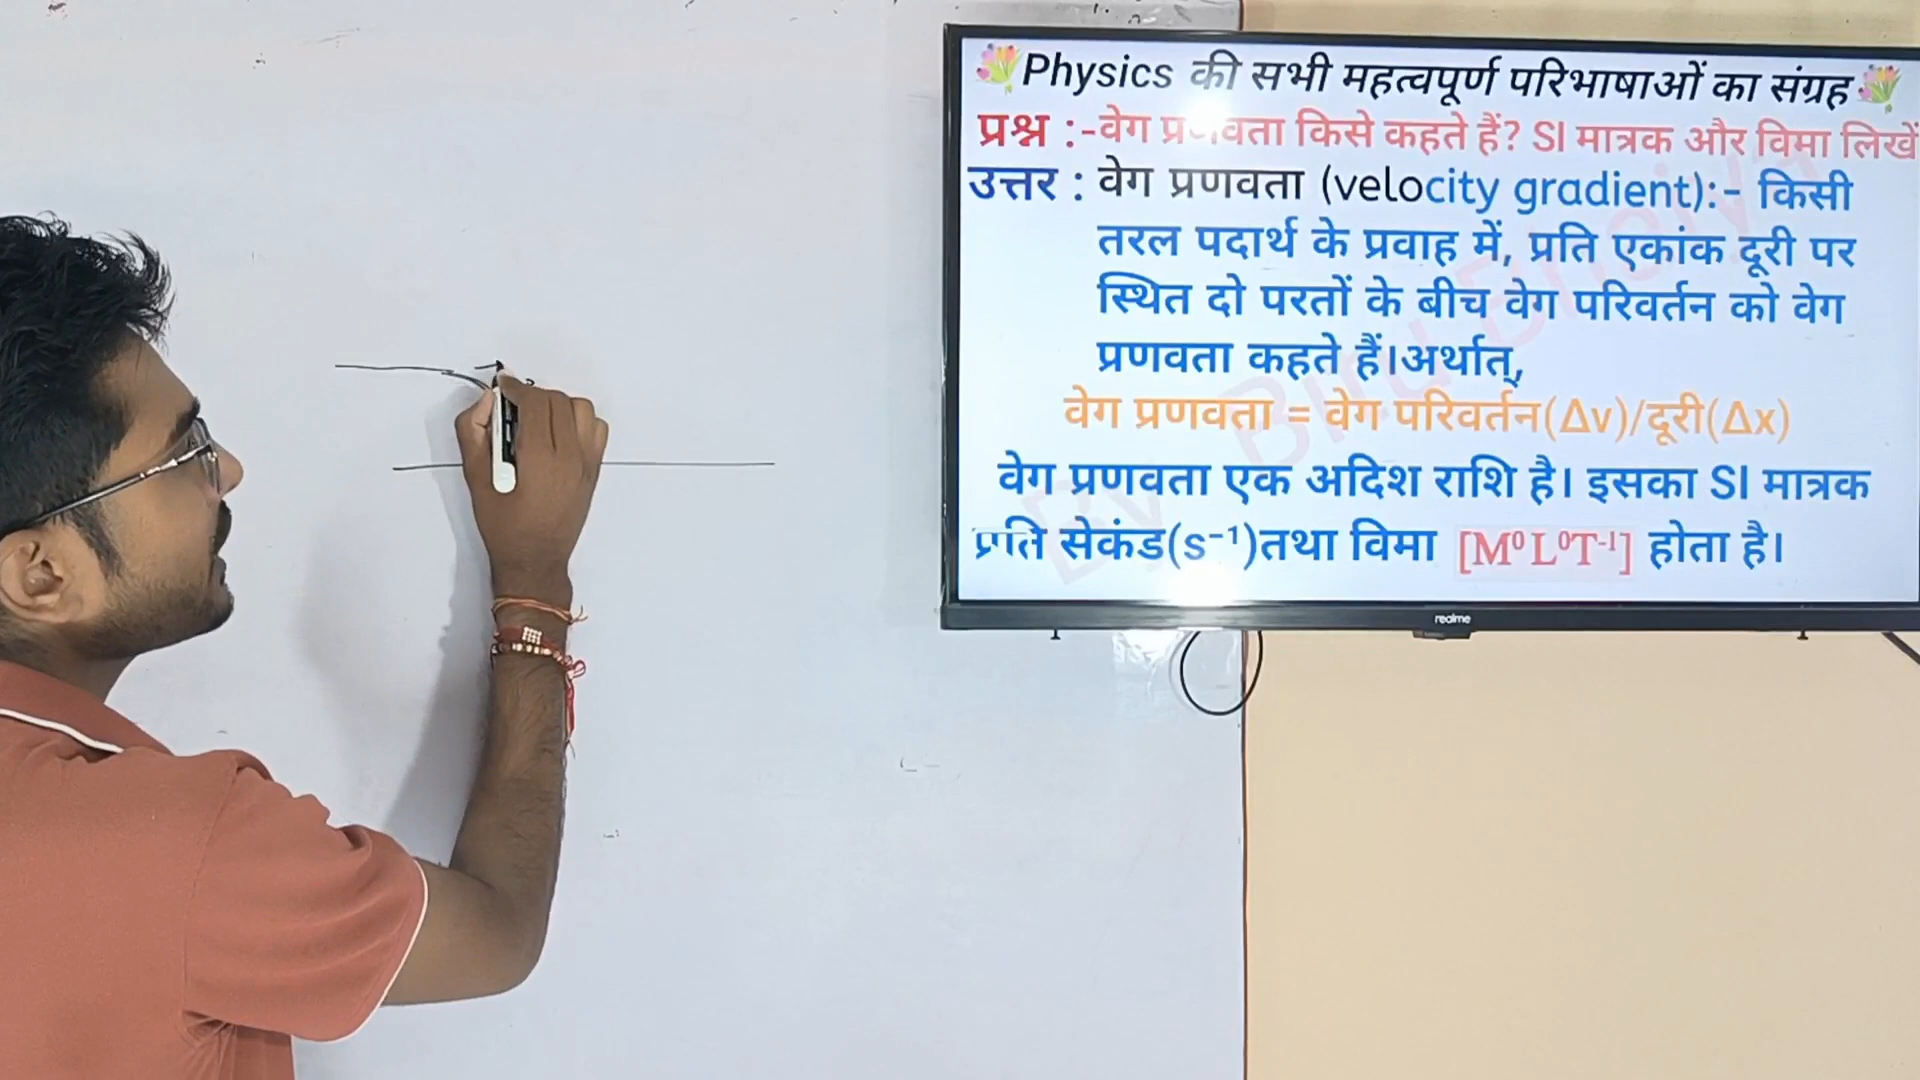 Physics की सभी महत्वपूर्ण परिभाषाओं का संग्रह
प्रश्न :-वेग प्रणवता किसे कहते हैं? SI मात्रक और विमा लिखें
उत्तर : वेग प्रणवता (velocity gradient):- किसी
तरल पदार्थ के प्रवाह में, प्रति एकांक दूरी पर
स्थित दो परतों के बीच वेग परिवर्तन को वेग
प्रणवता कहते हैं।अर्थात्,
वेग प्रणवता = वेग परिवर्तन(Δv)/दूरी(Δx)
वेग प्रणवता एक अदिश राशि है। इसका SI मात्रक
प्रति सेकंड(s⁻¹)तथा विमा [M⁰L⁰T⁻¹] होता है।
realme